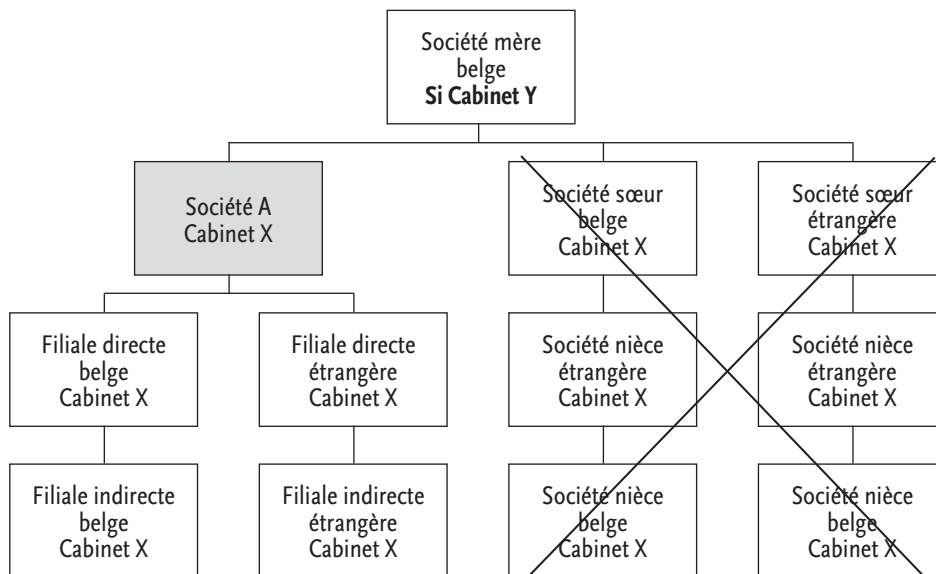 Société mère
belge
Si Cabinet Y
Société A
Cabinet X
Société sœur
belge
Cabinet X
Société sœur
étrangère
Cabinet X
Filiale directe
belge
Cabinet X
Filiale directe
étrangère
Cabinet X
Société nièce
étrangère
Cabinet X
Société nièce
étrangère
Cabinet X
Filiale indirecte
belge
Cabinet X
Filiale indirecte
étrangère
Cabinet X
Société nièce
belge
Cabinet X
Société nièce
belge
Cabinet X